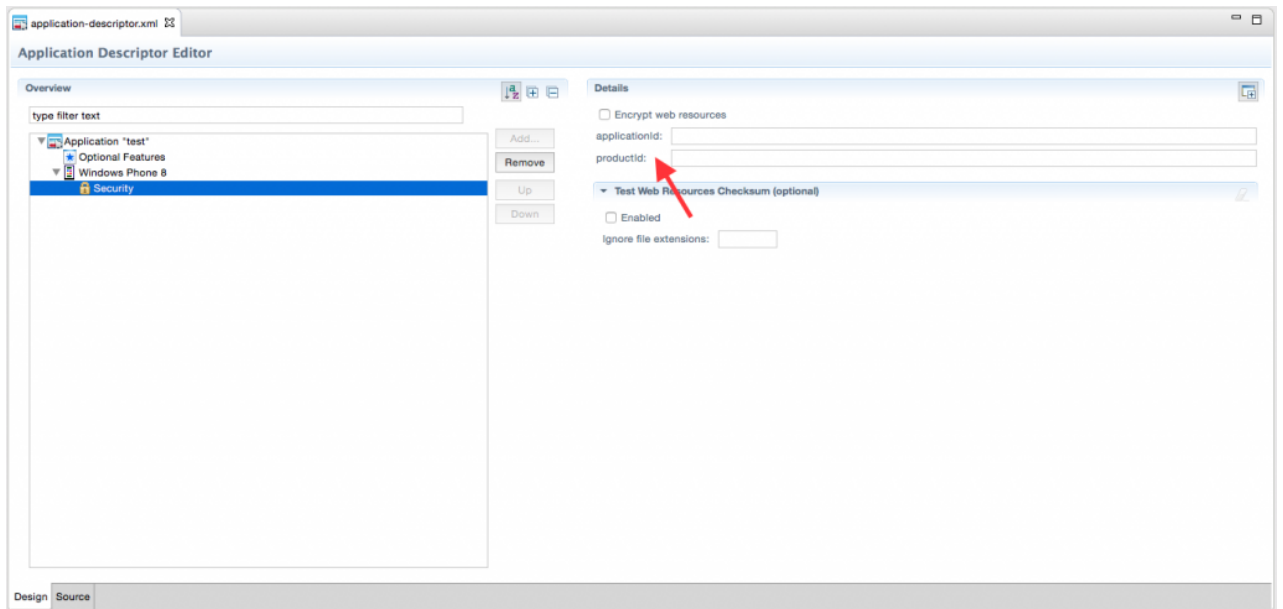 application-descriptor.xml
Application Descriptor Editor
Overview
type filter text
Application "test"
Optional Features
Windows Phone 8
Security
Add...
Remove
Up
Down
Details
Encrypt web resources
applicationId:
productId:
Test Web Resources Checksum (optional)
Enabled
Ignore file extensions:
Design Source